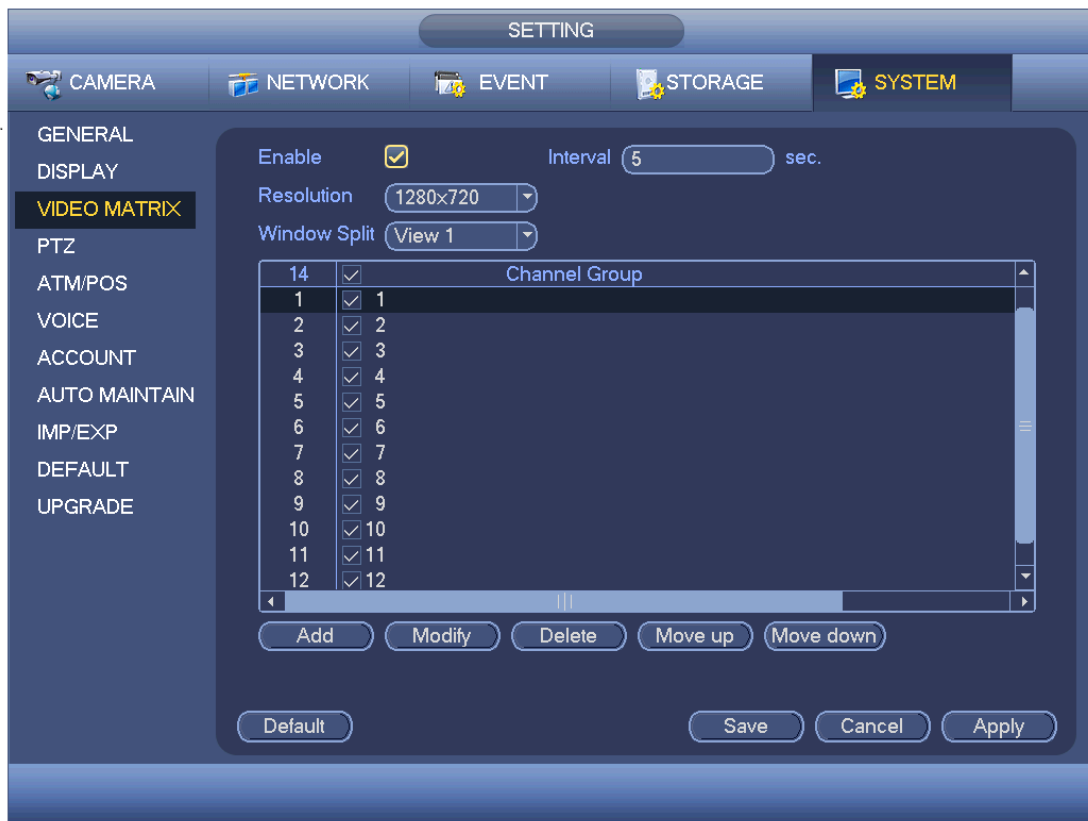 SETTING
CAMERA NETWORK EVENT STORAGE SYSTEM
GENERAL
DISPLAY
VIDEO MATRIX
PTZ
ATM/POS
VOICE
ACCOUNT
AUTO MAINTAIN
IMP/EXP
DEFAULT
UPGRADE
Enable Interval 5 sec.
Resolution 1280×720
Window Split View 1
14 Channel Group
1 1
2 2
3 3
4 4
5 5
6 6
7 7
8 8
9 9
10 10
11 11
12 12
Add Modify Delete Move up Move down
Default Save Cancel Apply